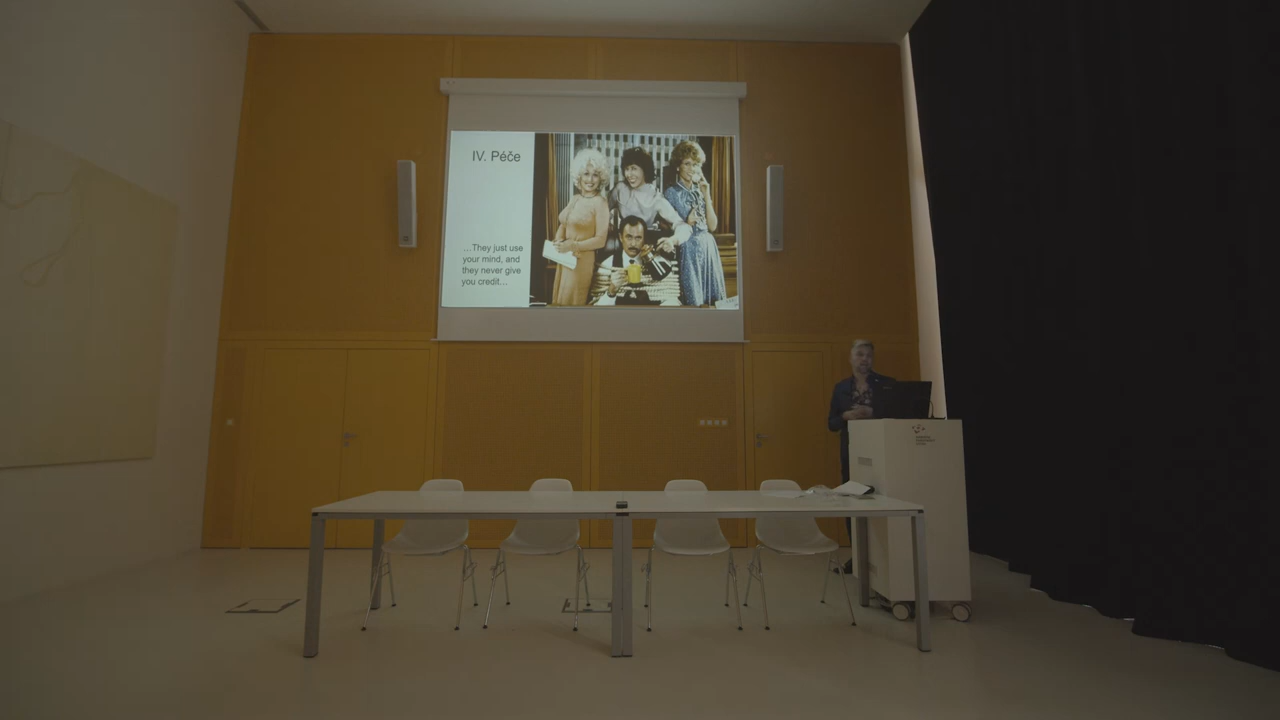 IV. Péče
...They just use
your mind, and
they never give
you credit...